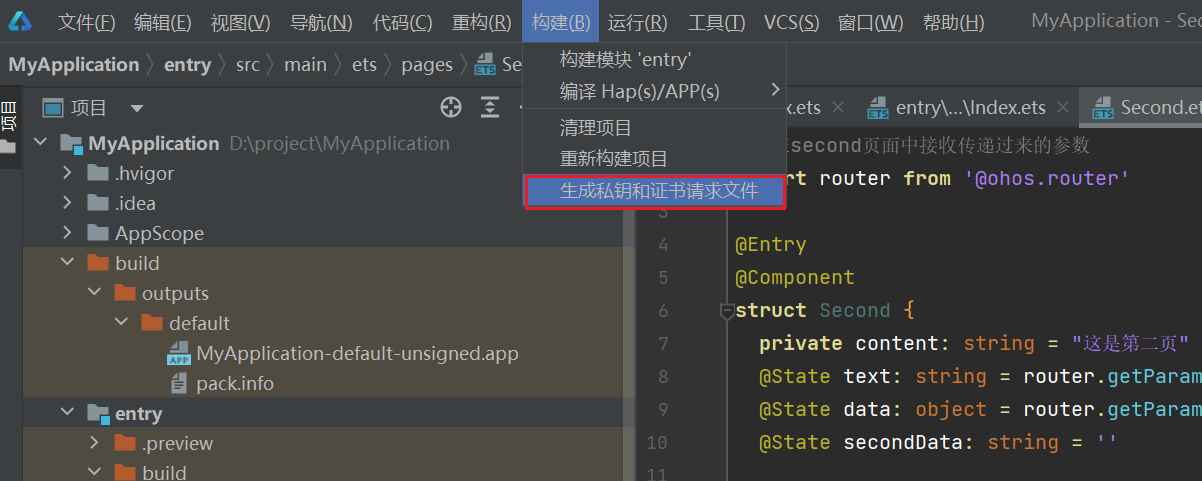 文件(F) 编辑(E) 视图(V) 导航(N) 代码(C) 重构(R) 构建(B) 运行(R) 工具(T) VCS(S) 窗口(W) 帮助(H) MyApplication - Sec
MyApplication entry src main ets pages ETS Se
构建模块 'entry'
编译 Hap(s)/APP(s)
清理项目
重新构建项目
生成私钥和证书请求文件
x.ets ETS entry\...\Index.ets ETS Second.et
项目
项目
MyApplication D:\project\MyApplication
.hvigor
.idea
AppScope
build
outputs
default
APP MyApplication-default-unsigned.app
pack.info
entry
.preview
build
second页面中接收传递过来的参数
rt router from '@ohos.router'
3
4 @Entry
5 @Component
6 struct Second {
7 private content: string = "这是第二页"
8 @State text: string = router.getParam
9 @State data: object = router.getParam
10 @State secondData: string = ''
11